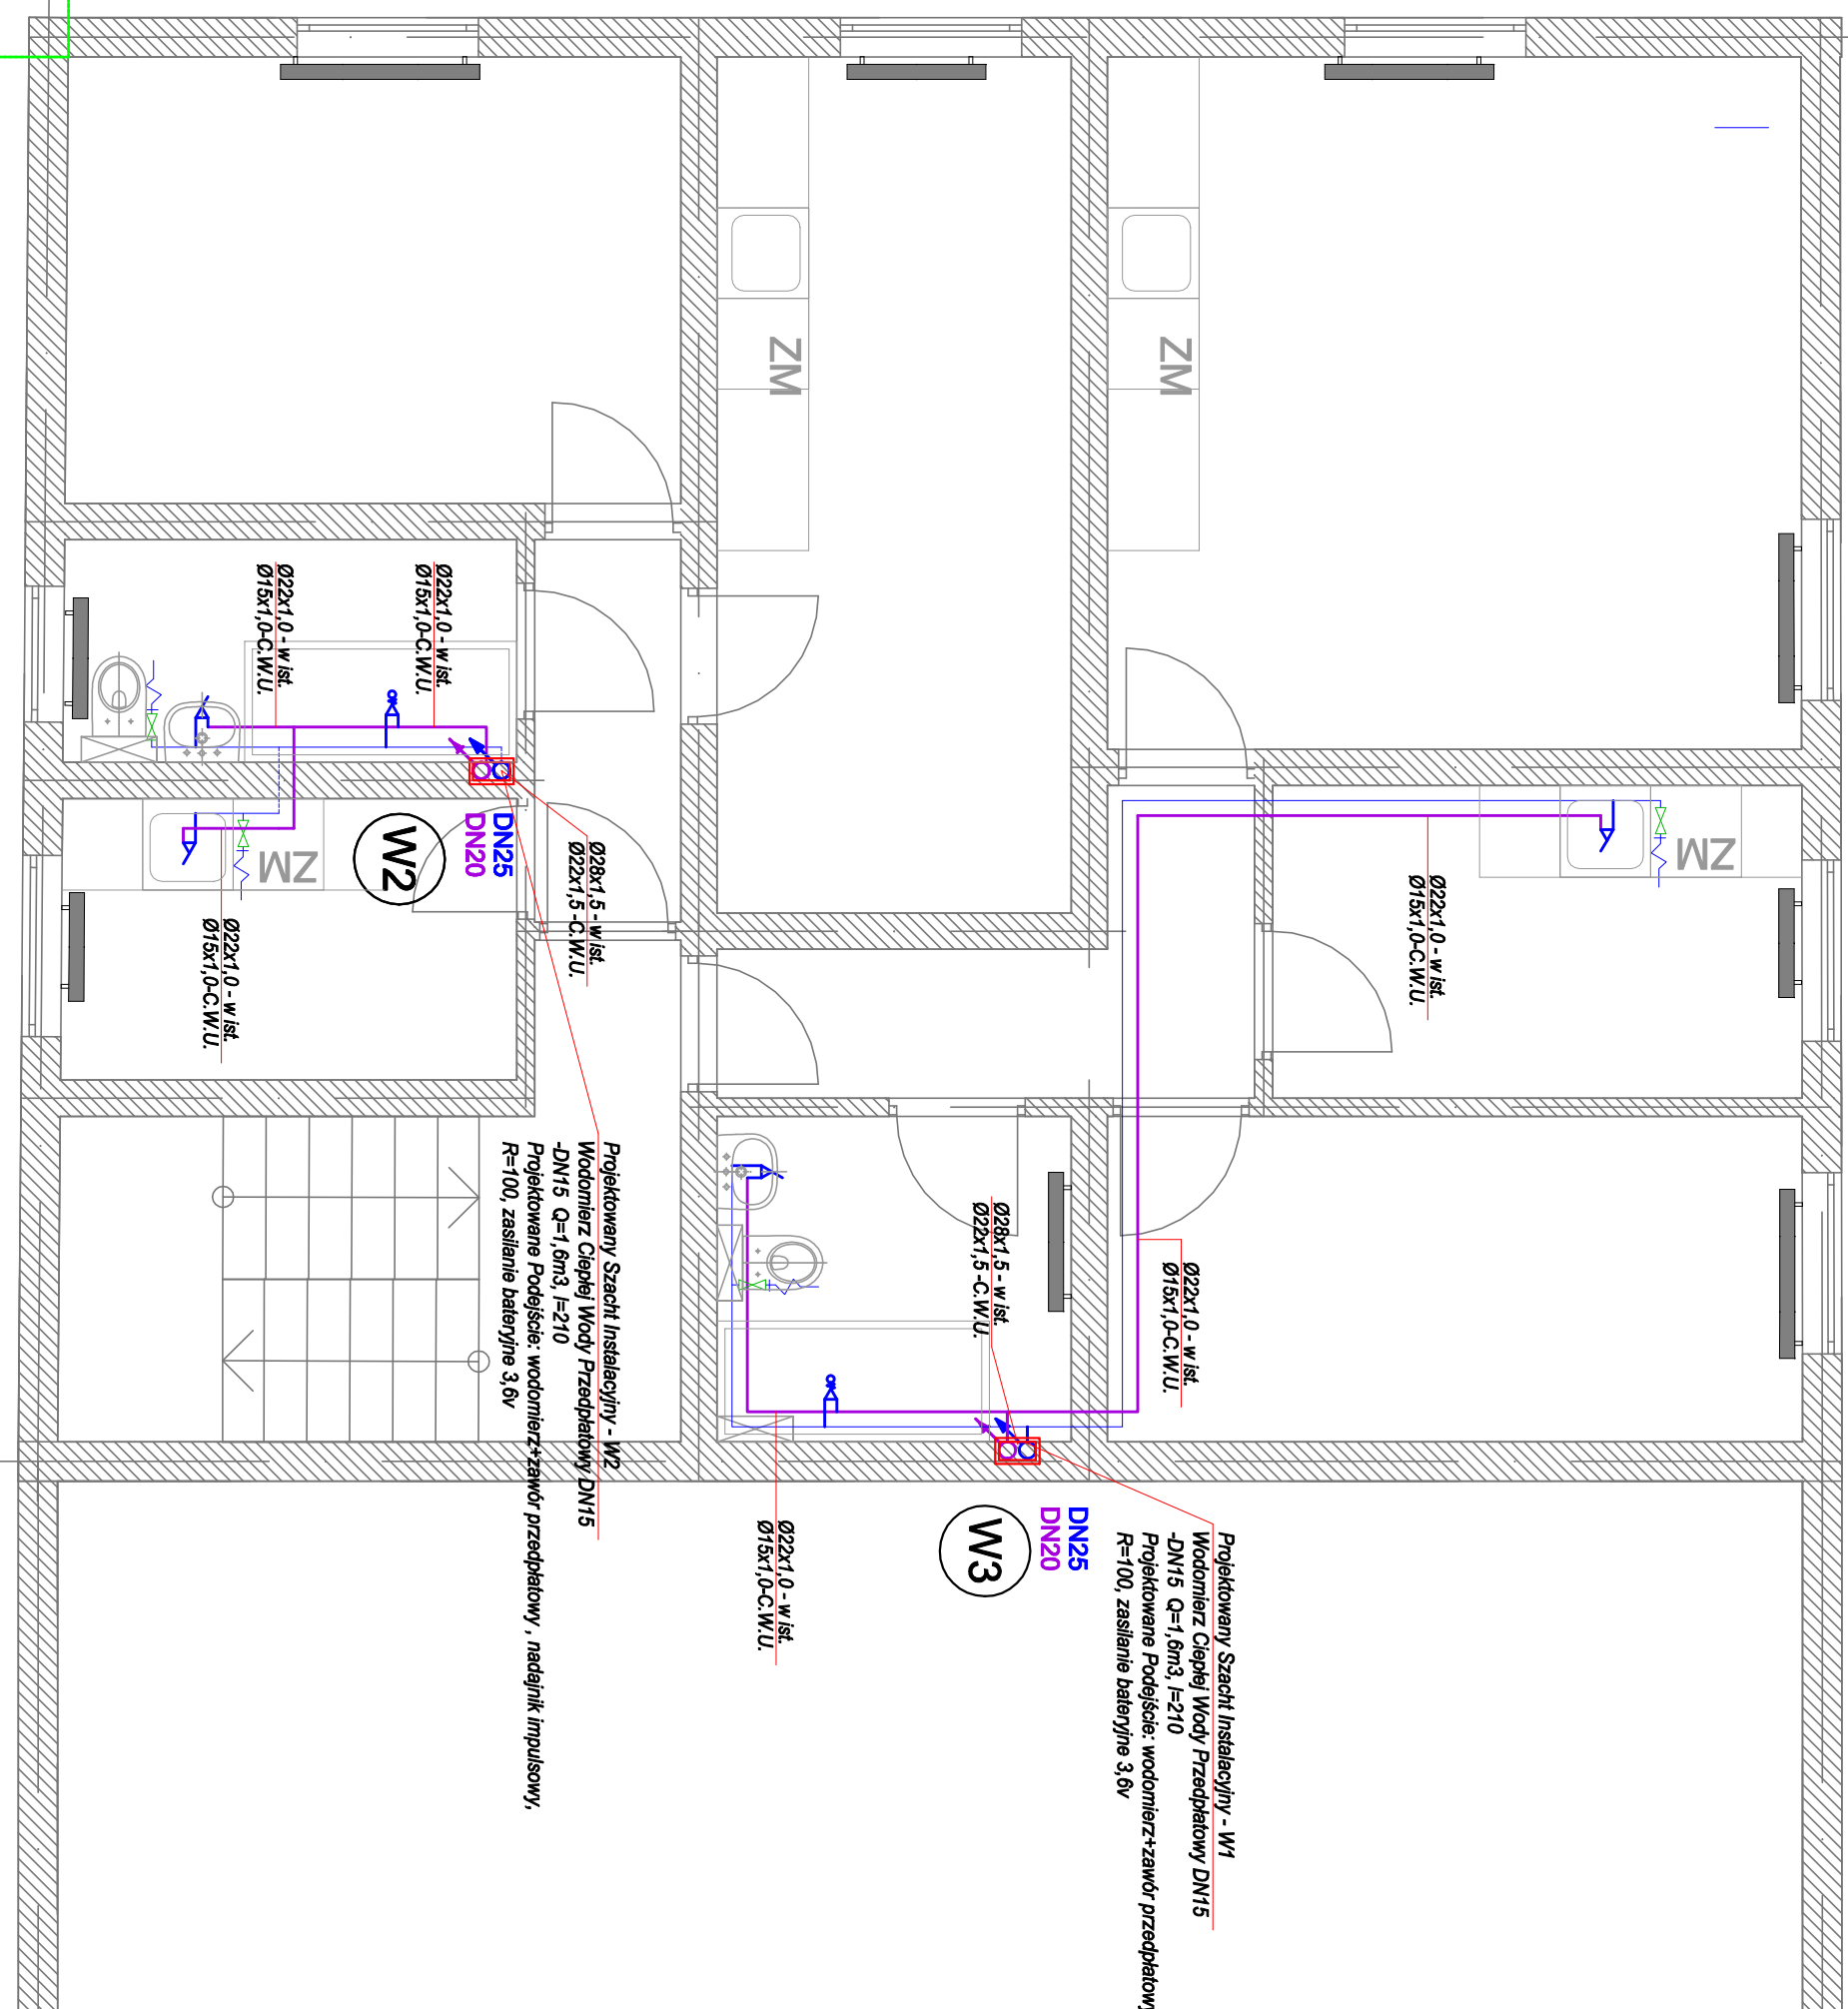 ZM
ZM
Ø22x1,0 - w ist.
Ø15x1,0-C.W.U.
Ø22x1,0 - w ist.
Ø15x1,0-C.W.U.
ZM
ZM
W2
DN25
DN20
Ø28x1,5 - w ist.
Ø22x1,5 -C.W.U.
Ø22x1,0 - w ist.
Ø15x1,0-C.W.U.
Ø22x1,0 - w ist.
Ø15x1,0-C.W.U.
Projektowany Szacht Instalacyjny - W2
Wodomierz Ciepłej Wody Przedpłatowy DN15
-DN15 Q=1,6m3, l=210
Projektowane Podejście: wodomierz+zawór przedpłatowy , nadajnik impulsowy,
R=100, zasilanie bateryjne 3,6v
Ø28x1,5 - w ist.
Ø22x1,5 -C.W.U.
Ø22x1,0 - w ist.
Ø15x1,0-C.W.U.
Ø22x1,0 - w ist.
Ø15x1,0-C.W.U.
W3
DN25
DN20
Projektowany Szacht Instalacyjny - W1
Wodomierz Ciepłej Wody Przedpłatowy DN15
-DN15 Q=1,6m3, l=210
Projektowane Podejście: wodomierz+zawór przedpłatowy
R=100, zasilanie bateryjne 3,6v